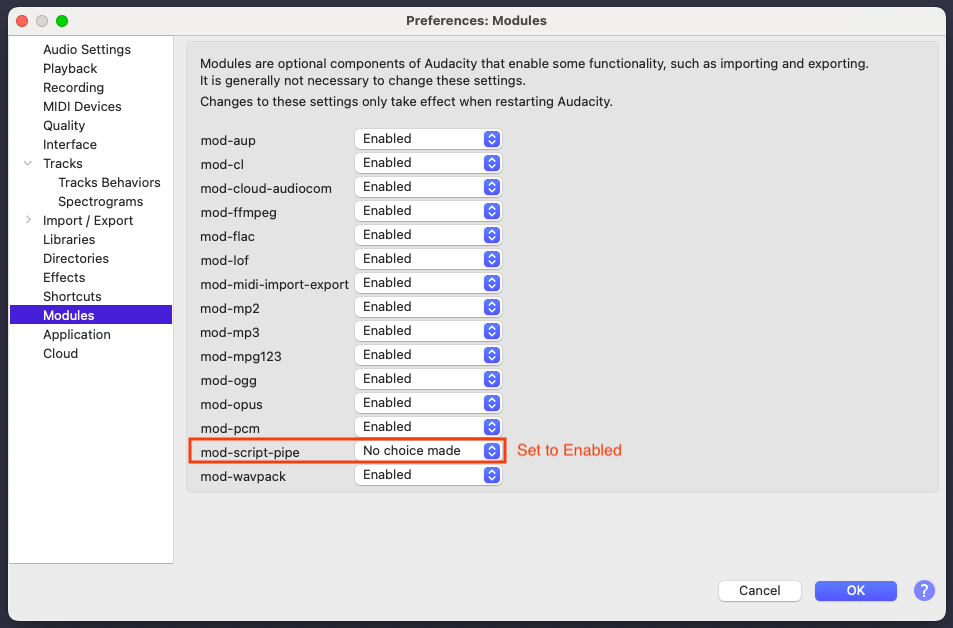 Preferences: Modules
Audio Settings
Playback
Recording
MIDI Devices
Quality
Interface
Tracks
Tracks Behaviors
Spectrograms
Import / Export
Libraries
Directories
Effects
Shortcuts
Modules
Application
Cloud
Modules are optional components of Audacity that enable some functionality, such as importing and exporting.
It is generally not necessary to change these settings.
Changes to these settings only take effect when restarting Audacity.
mod-aup Enabled
mod-cl Enabled
mod-cloud-audiocom Enabled
mod-ffmpeg Enabled
mod-flac Enabled
mod-lof Enabled
mod-midi-import-export Enabled
mod-mp2 Enabled
mod-mp3 Enabled
mod-mpg123 Enabled
mod-ogg Enabled
mod-opus Enabled
mod-pcm Enabled
mod-script-pipe No choice made Set to Enabled
mod-wavpack Enabled
Cancel OK ?